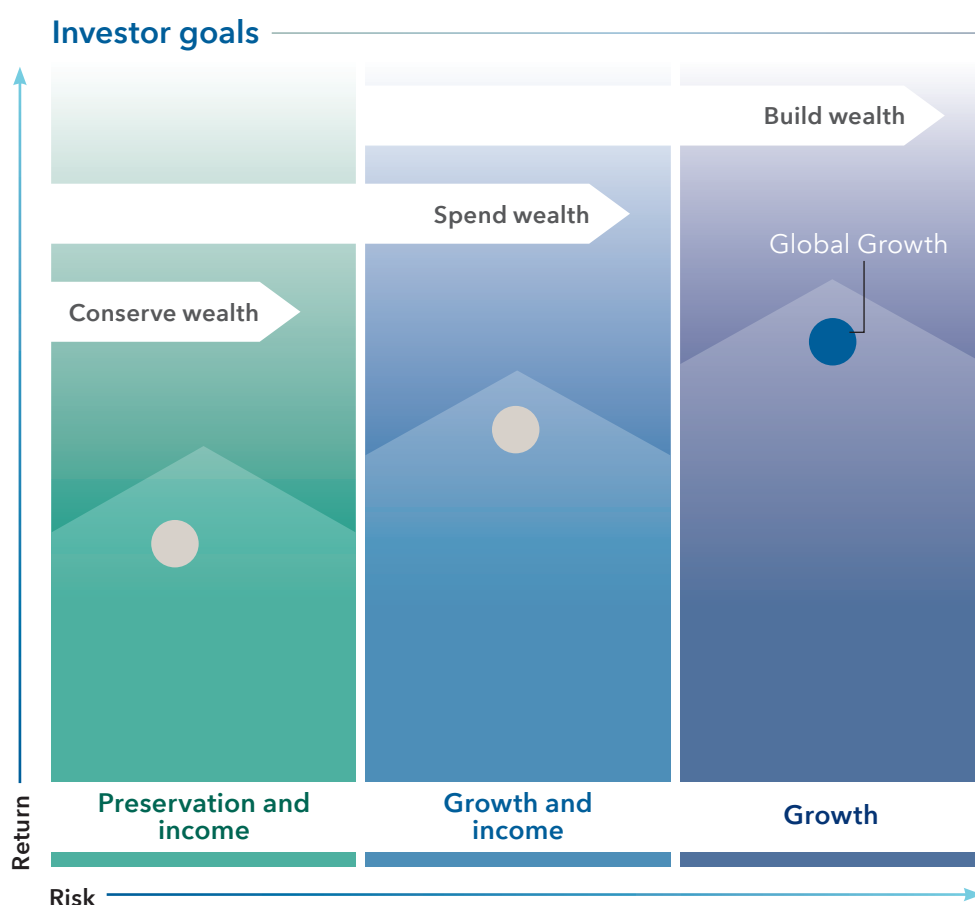 Investor goals
Build wealth
Spend wealth
Global Growth
Conserve wealth
Preservation and
income
Growth and
income
Growth
Return
Risk